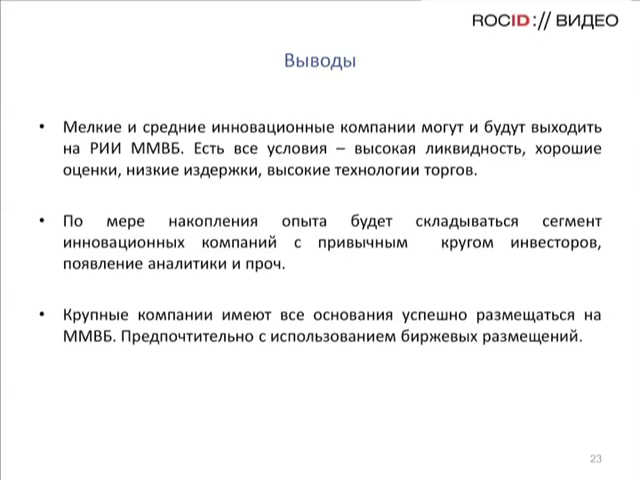 ROCID:// ВИДЕО
Выводы
• Мелкие и средние инновационные компании могут и будут выходить
на РИИ ММВБ. Есть все условия – высокая ликвидность, хорошие
оценки, низкие издержки, высокие технологии торгов.
• По мере накопления опыта будет складываться сегмент
инновационных компаний с привычным кругом инвесторов,
появление аналитики и проч.
• Крупные компании имеют все основания успешно размещаться на
ММВБ. Предпочтительно с использованием биржевых размещений.
23